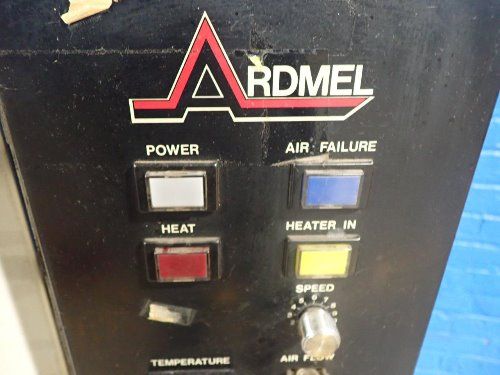 ARDMEL
POWER AIR FAILURE
HEAT HEATER IN
SPEED
TEMPERATURE AIR FLOW